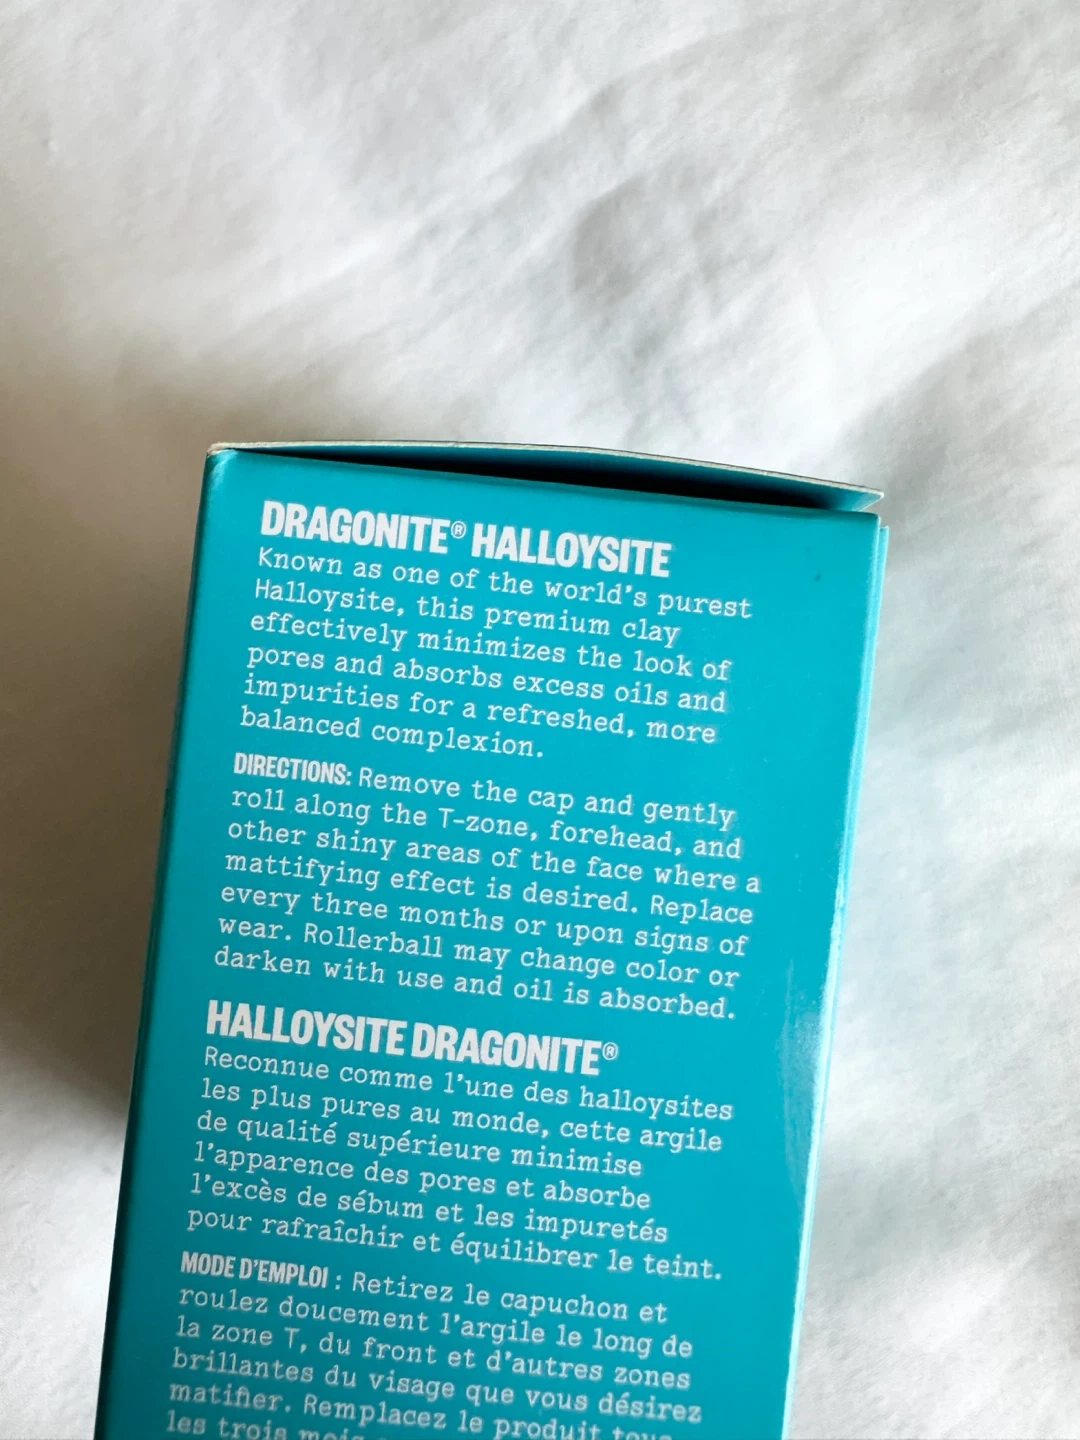 DRAGONITE® HALLOYSITE
Known as one of the world's purest
Halloysite, this premium clay
effectively minimizes the look of
pores and absorbs excess oils and
impurities for a refreshed, more
balanced complexion.
DIRECTIONS: Remove the cap and gently
roll along the T-zone, forehead, and
other shiny areas of the face where a
mattifying effect is desired. Replace
every three months or upon signs of
wear. Rollerball may change color or
darken with use and oil is absorbed.
HALLOYSITE DRAGONITE®
Reconnue comme l'une des halloysites
les plus pures au monde, cette argile
de qualité supérieure minimise
l'apparence des pores et absorbe
l'excès de sébum et les impuretés
pour rafraîchir et équilibrer le teint.
MODE D'EMPLOI : Retirez le capuchon et
roulez doucement l'argile le long de
la zone T, du front et d'autres zones
brillantes du visage que vous désirez
matifier. Remplacez le produit tous
les trois mois